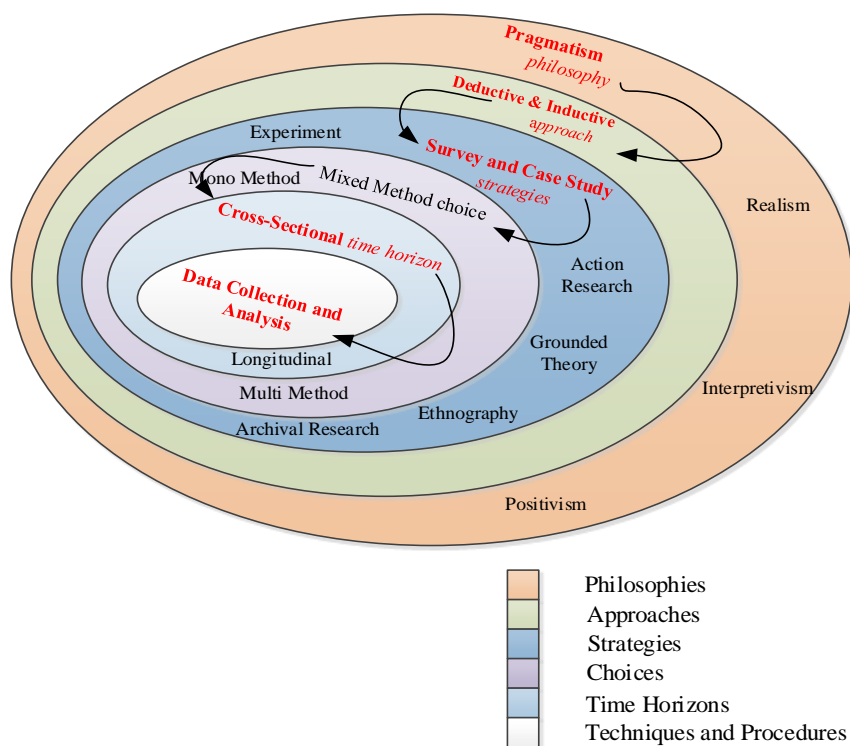 Pragmatism
philosophy
Deductive & Inductive
approach
Experiment
Survey and Case Study
strategies
Mono Method
Mixed Method choice
Realism
Cross-Sectional time horizon
Action
Research
Data Collection and
Analysis
Grounded
Theory
Longitudinal
Interpretivism
Multi Method
Ethnography
Archival Research
Positivism
Philosophies
Approaches
Strategies
Choices
Time Horizons
Techniques and Procedures